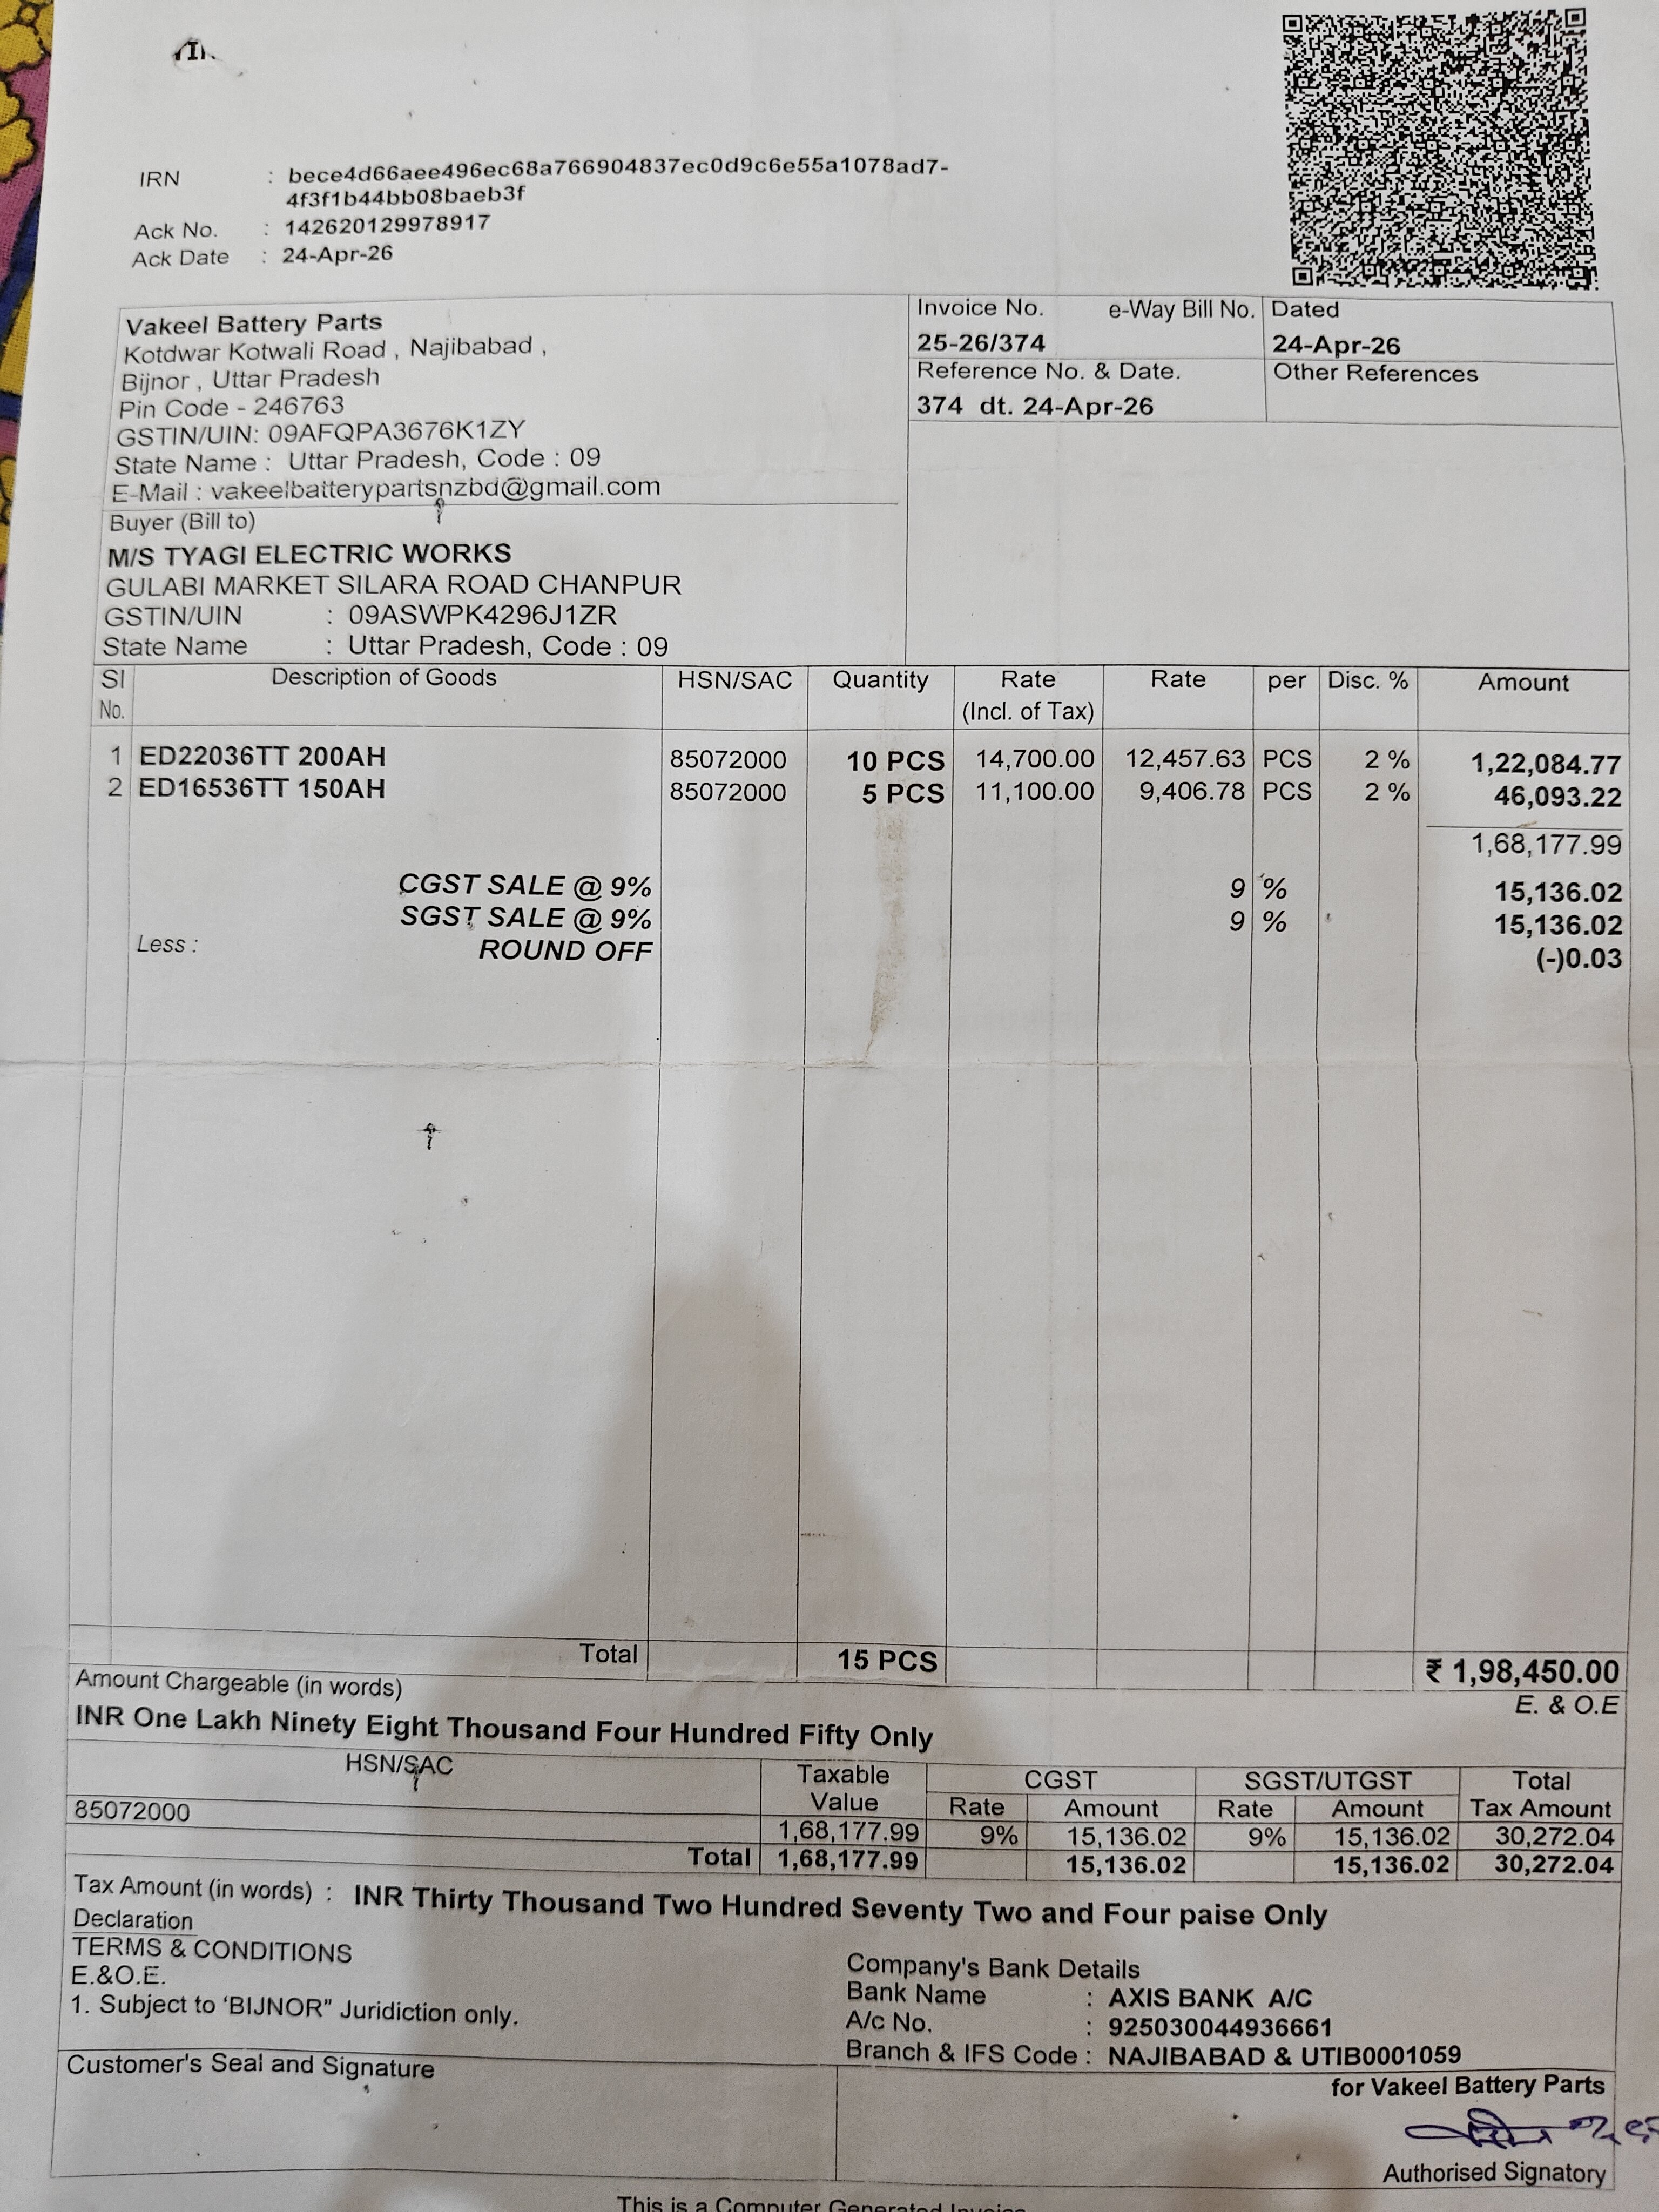 IRN : bece4d66aee496ec68a766904837ec0d9c6e55a1078ad7-
4f3f1b44bb08baeb3f
Ack No. : 142620129978917
Ack Date : 24-Apr-26
Vakeel Battery Parts
Kotdwar Kotwali Road , Najibabad ,
Bijnor , Uttar Pradesh
Pin Code - 246763
GSTIN/UIN: 09AFQPA3676K1ZY
State Name : Uttar Pradesh, Code : 09
E-Mail : vakeelbatterypartsnzbd@gmail.com
Invoice No. e-Way Bill No. Dated
25-26/374 24-Apr-26
Reference No. & Date. Other References
374 dt. 24-Apr-26
Buyer (Bill to)
M/S TYAGI ELECTRIC WORKS
GULABI MARKET SILARA ROAD CHANPUR
GSTIN/UIN : 09ASWPK4296J1ZR
State Name : Uttar Pradesh, Code : 09
SI Description of Goods HSN/SAC Quantity Rate Rate per Disc. % Amount
No. (Incl. of Tax)
1 ED22036TT 200AH 85072000 10 PCS 14,700.00 12,457.63 PCS 2 % 1,22,084.77
2 ED16536TT 150AH 85072000 5 PCS 11,100.00 9,406.78 PCS 2 % 46,093.22
1,68,177.99
CGST SALE @ 9% 9 % 15,136.02
SGST SALE @ 9% 9 % 15,136.02
Less : ROUND OFF (-)0.03
Total 15 PCS ₹ 1,98,450.00
Amount Chargeable (in words) E. & O.E
INR One Lakh Ninety Eight Thousand Four Hundred Fifty Only
HSN/SAC Taxable CGST SGST/UTGST Total
Value Rate Amount Rate Amount Tax Amount
85072000 1,68,177.99 9% 15,136.02 9% 15,136.02 30,272.04
Total 1,68,177.99 15,136.02 15,136.02 30,272.04
Tax Amount (in words) : INR Thirty Thousand Two Hundred Seventy Two and Four paise Only
Declaration
TERMS & CONDITIONS
E.&O.E.
1. Subject to ‘BIJNOR” Juridiction only.
Company's Bank Details
Bank Name : AXIS BANK A/C
A/c No. : 925030044936661
Branch & IFS Code : NAJIBABAD & UTIB0001059
Customer's Seal and Signature
for Vakeel Battery Parts
Authorised Signatory
This is a Computer Generated Invoice